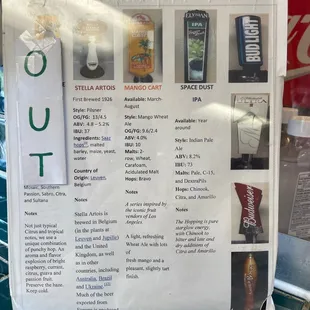 OUT
Mosaic, Southern
Passion, Sabro, Citra,
and Sultana
Notes
Not just typical
Citrus and tropical
notes, we use a
unique combination
of punchy hop. An
aroma and flavor
explosion of bright
raspberry, currant,
citrus, guava and
passion fruit.
Preserve the base.
Keep cold.
STELLA ARTOIS
First Brewed 1926
Style: Pilsner
OG/FG: 13/4.5
ABV: 4.8 - 5.2%
IBU: 37
Ingredients: Saaz
hops, malted
barley, maize, yeast,
water
Country of
Origin: Leuven,
Belgium
Notes
Stella Artois is
brewed in Belgium
(in the plants at
Leuven and Jupille)
and the United
Kingdom, as well
as in other
countries, including
Australia, Brazil and
Ukraine.
Much of the beer
exported from
MANGO CART
Available: March-
August
Style: Mango Wheat
Ale
OG/FG: 9.6/2.4
ABV: 4.0%
IBU: 10
Malts: 2-
row, Wheat,
Carafoam,
Acidulated Malt
Hops: Bravo
Notes
A series inspired by
the iconic fruit
vendors of Los
Angeles.
A light, refreshing
Wheat Ale with lots
of
fresh mango and a
pleasant, slightly tart
finish.
SPACE DUST
IPA
Available: Year
around
Style: Indian Pale
Ale
ABV: 8.2%
IBU: 73
Malts: Pale, C-15,
and DextraPils
Hops: Chinook,
Citra, and Amarillo
Notes
The Hopping is pure
starglow energy,
with Chinook to
bitter and late and
dry additions of
Citra and Amarillo
BUD LIGHT
Budweiser